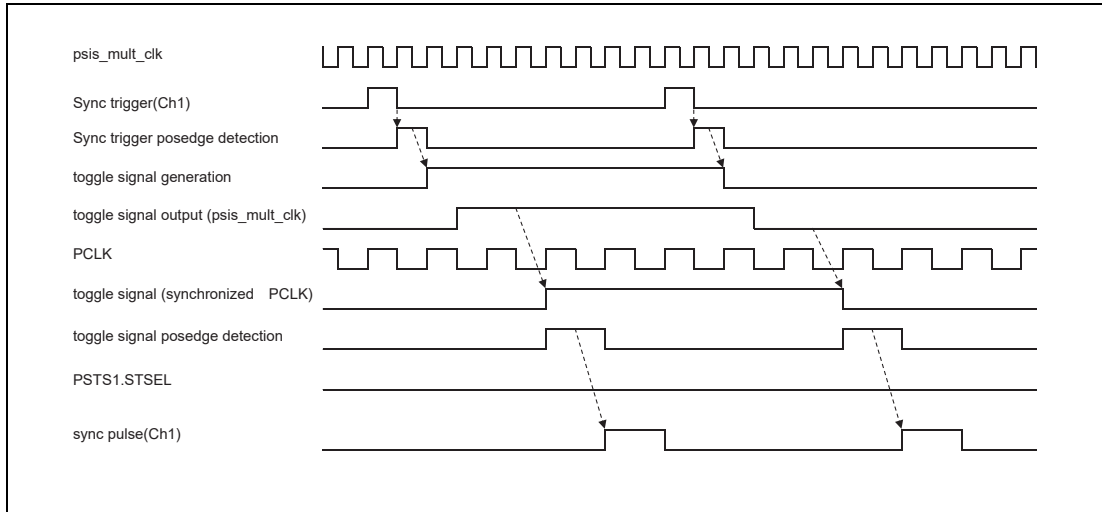 psis_mult_clk
Sync trigger(Ch1)
Sync trigger posedge detection
toggle signal generation
toggle signal output (psis_mult_clk)
PCLK
toggle signal (synchronized PCLK)
toggle signal posedge detection
PSTS1.STSEL
sync pulse(Ch1)